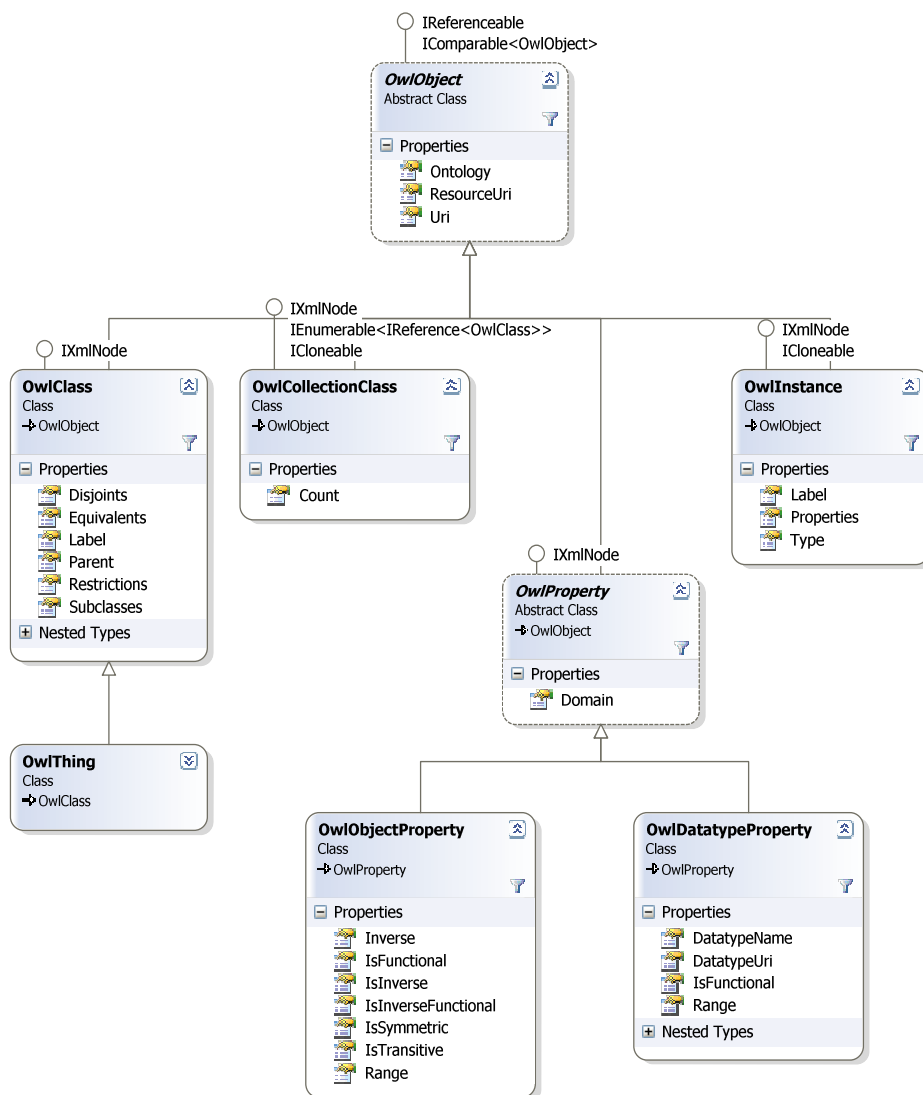 IReferenceable
IComparable<OwlObject>
OwlObject
Abstract Class
Properties
Ontology
ResourceUri
Uri
IXmlNode
OwlClass
Class
OwlObject
Properties
Disjoints
Equivalents
Label
Parent
Restrictions
Subclasses
Nested Types
IXmlNode
IEnumerable<IReference<OwlClass>>
ICloneable
OwlCollectionClass
Class
OwlObject
Properties
Count
IXmlNode
ICloneable
OwlInstance
Class
OwlObject
Properties
Label
Properties
Type
IXmlNode
OwlProperty
Abstract Class
OwlObject
Properties
Domain
OwlThing
Class
OwlClass
OwlObjectProperty
Class
OwlProperty
Properties
Inverse
IsFunctional
IsInverse
IsInverseFunctional
IsSymmetric
IsTransitive
Range
OwlDatatypeProperty
Class
OwlProperty
Properties
DatatypeName
DatatypeUri
IsFunctional
Range
Nested Types